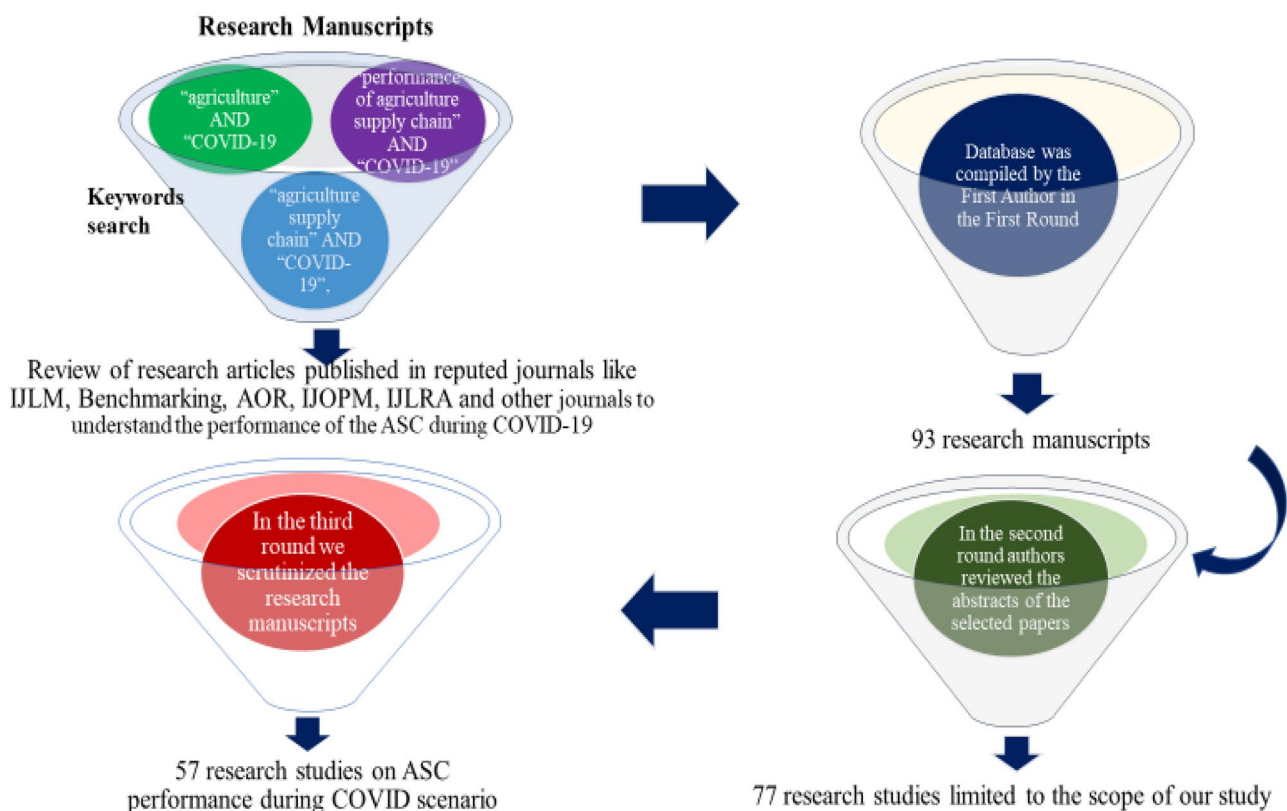 Research Manuscripts
“agriculture”
AND
“COVID-19
“performance
of agriculture
supply chain”
AND
“COVID-19”
Keywords
search
“agriculture
supply
chain” AND
“COVID-
19”,
Review of research articles published in reputed journals like
IJLM, Benchmarking, AOR, IJOPM, IJLRA and other journals to
understand the performance of the ASC during COVID-19
Database was
compiled by the
First Author in
the First Round
93 research manuscripts
In the second
round authors
reviewed the
abstracts of the
selected papers
77 research studies limited to the scope of our study
In the third
round we
scrutinized the
research
manuscripts
57 research studies on ASC
performance during COVID scenario